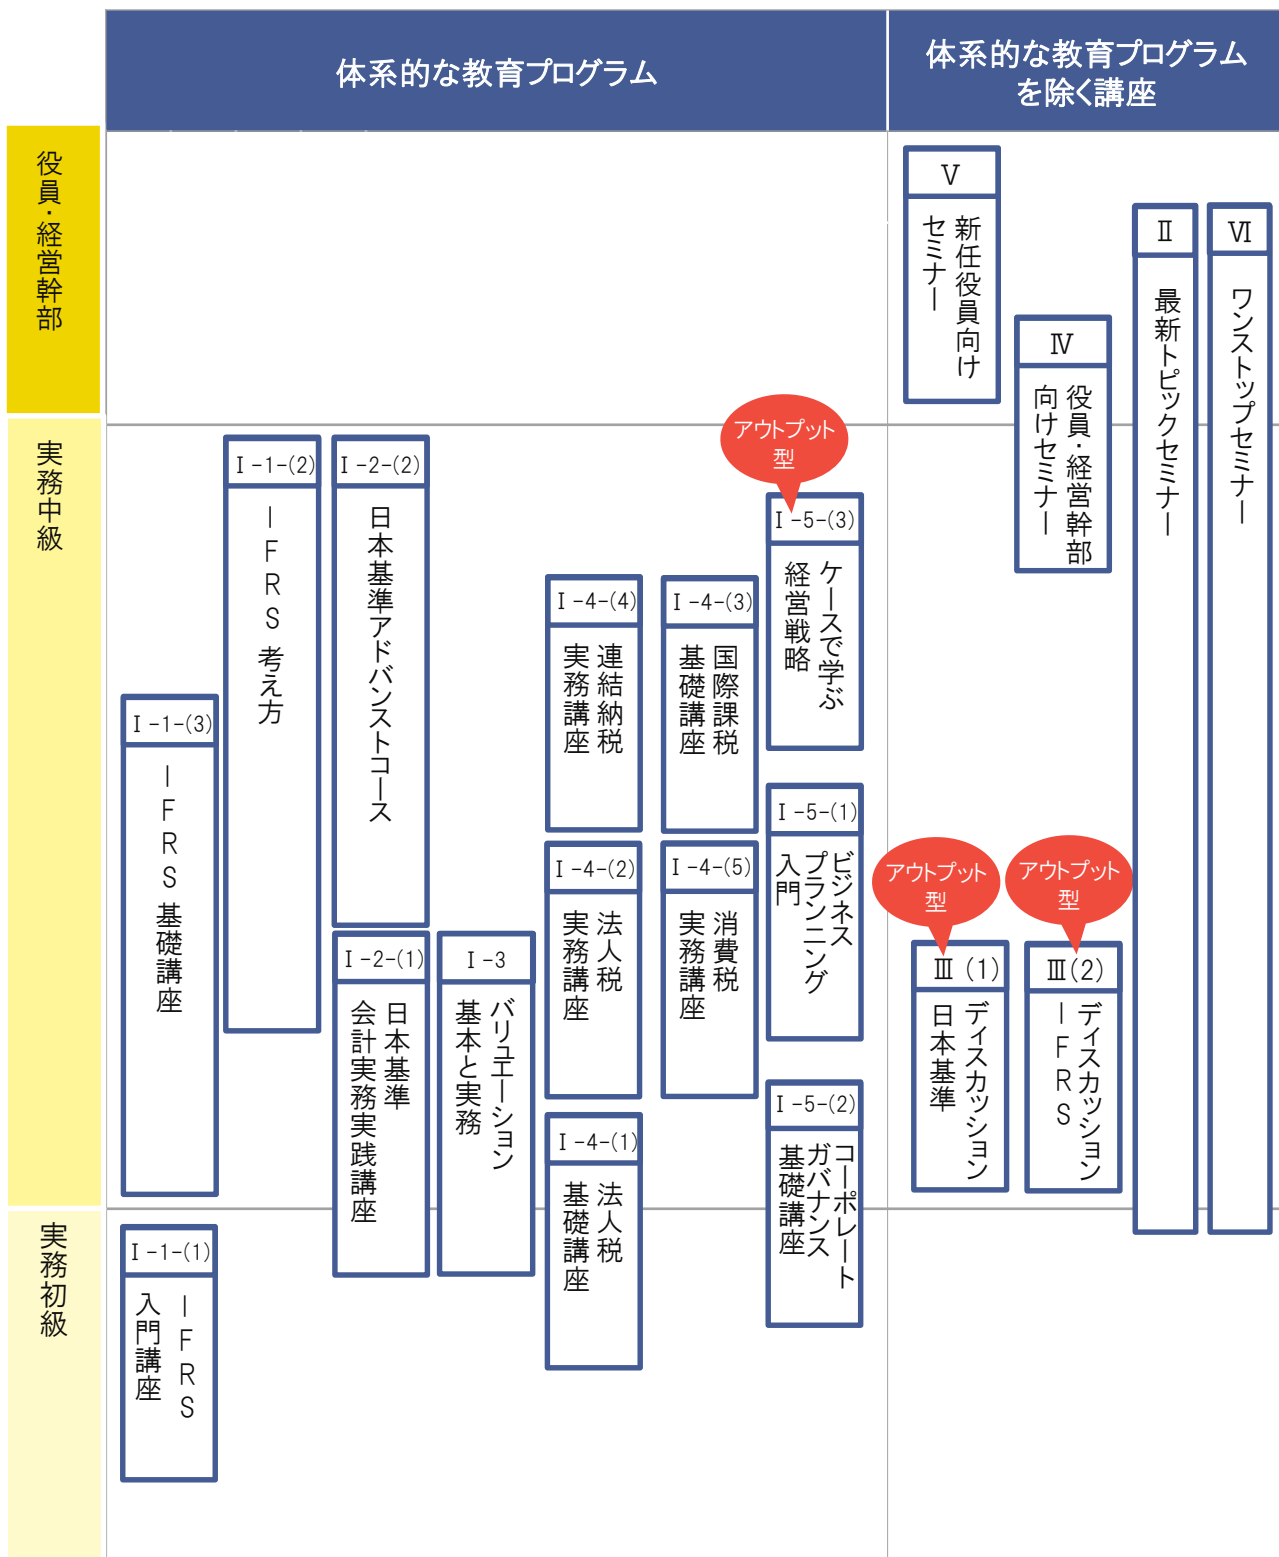 体系的な教育プログラム
体系的な教育プログラム
を除く講座
役員・経営幹部
Ⅴ
新任役員向け
セミナー
Ⅳ
役員・経営幹部
向けセミナー
Ⅱ
最新トピックセミナー
Ⅵ
ワンストップセミナー
実務中級
Ⅰ-1-(3)
IFRS基礎講座
Ⅰ-1-(2)
IFRS考え方
Ⅰ-2-(2)
日本基準アドバンストコース
Ⅰ-2-(1)
日本基準
会計実務実践講座
Ⅰ-3
バリュエーション
基本と実務
Ⅰ-4-(4)
連結納税
実務講座
Ⅰ-4-(2)
法人税
実務講座
Ⅰ-4-(1)
法人税
基礎講座
Ⅰ-4-(3)
国際課税
基礎講座
Ⅰ-4-(5)
消費税
実務講座
アウトプット
型
Ⅰ-5-(3)
ケースで学ぶ
経営戦略
Ⅰ-5-(1)
ビジネス
プランニング
入門
Ⅰ-5-(2)
コーポレート
ガバナンス
基礎講座
アウトプット
型
Ⅲ(1)
ディスカッション
日本基準
アウトプット
型
Ⅲ(2)
ディスカッション
IFRS
実務初級
Ⅰ-1-(1)
IFRS
入門講座